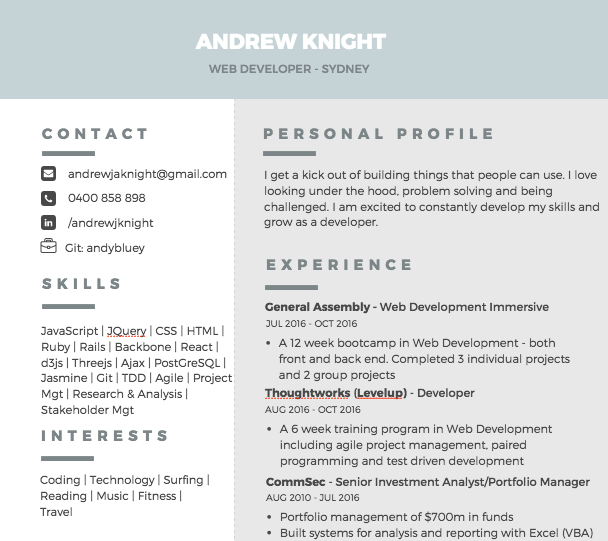 ANDREW KNIGHT
WEB DEVELOPER - SYDNEY
CONTACT
andrewjaknight@gmail.com
0400 858 898
in /andrewjknight
Git: andybluey
SKILLS
JavaScript | JQuery | CSS | HTML |
Ruby | Rails | Backbone | React |
d3js | Threejs | Ajax | PostGreSQL |
Jasmine | Git | TDD | Agile | Project
Mgt | Research & Analysis |
Stakeholder Mgt
INTERESTS
Coding | Technology | Surfing |
Reading | Music | Fitness |
Travel
PERSONAL PROFILE
I get a kick out of building things that people can use. I love
looking under the hood, problem solving and being
challenged. I am excited to constantly develop my skills and
grow as a developer.
EXPERIENCE
General Assembly - Web Development Immersive
JUL 2016 - OCT 2016
• A 12 week bootcamp in Web Development - both
front and back end. Completed 3 individual projects
and 2 group projects
Thoughtworks (Levelup) - Developer
AUG 2016 - OCT 2016
• A 6 week training program in Web Development
including agile project management, paired
programming and test driven development
CommSec - Senior Investment Analyst/Portfolio Manager
AUG 2010 - JUL 2016
• Portfolio management of $700m in funds
• Built systems for analysis and reporting with Excel (VBA)